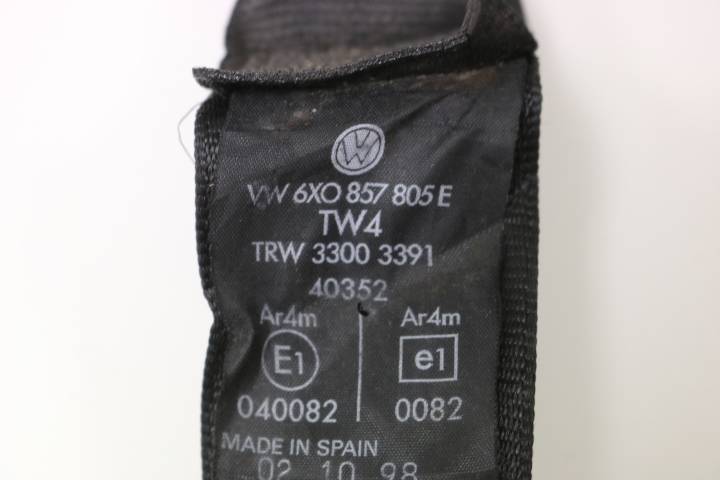 VW 6X0 857 805 E
TW4
TRW 3300 3391
40352
Ar4m Ar4m
E1 e1
040082 0082
MADE IN SPAIN
02 10 98